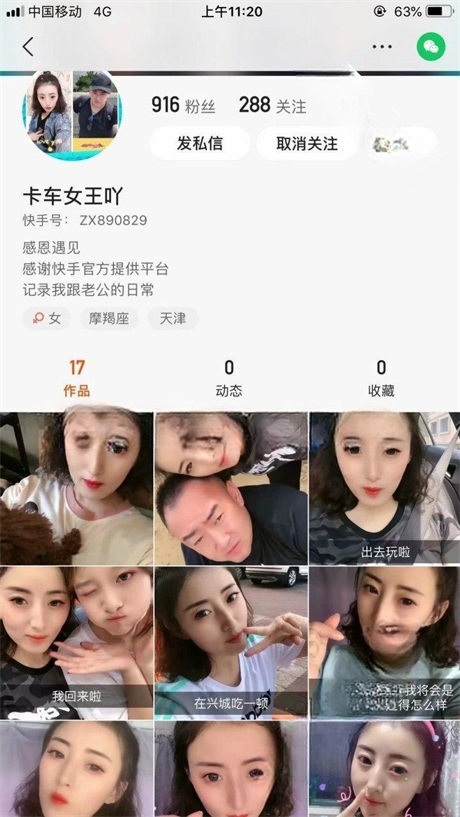 中国移动 4G 上午11:20 63%
916 粉丝 288 关注
发私信 取消关注
卡车女王吖
快手号： ZX890829
感恩遇见
感谢快手官方提供平台
记录我跟老公的日常
女 摩羯座 天津
17 0 0
作品 动态 收藏
出去玩啦
我回来啦
在兴城吃一顿
我将会是
过得怎么样